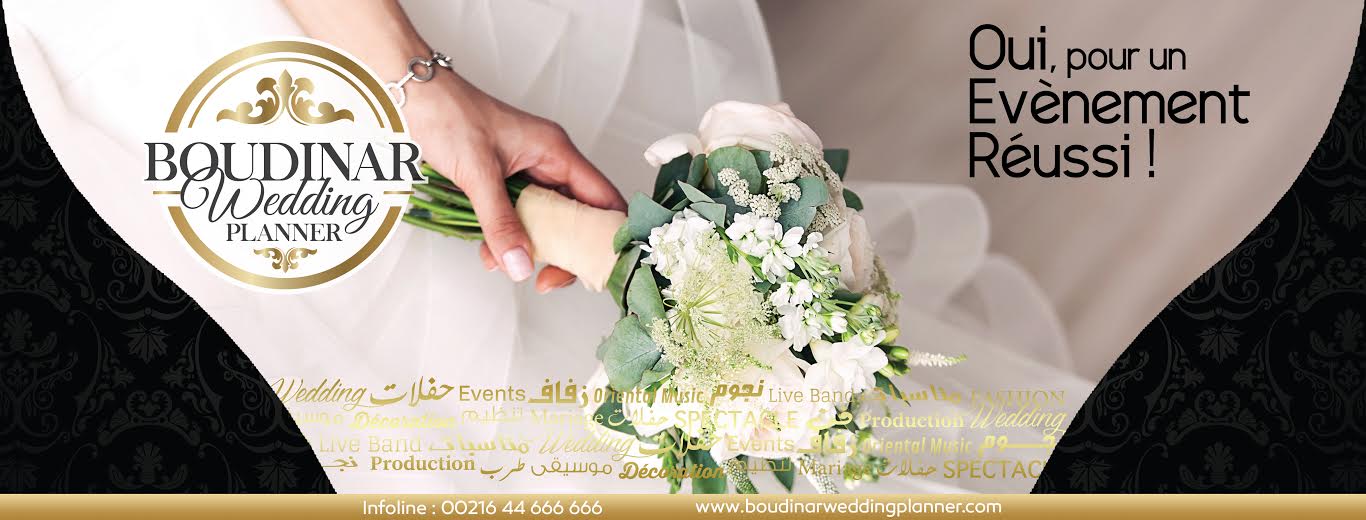 BOUDINAR
Wedding
PLANNER
Oui, pour un
Evènement
Réussi !
Wedding حفلات Events زفاف Oriental Music نجوم Live Band مناسبات FASHION
Décoration تنظيم Mariage حفلات SPECTACLE Production Wedding
Live Band مناسبات Wedding حفلات Events زفاف Oriental Music نجوم
Production طرب موسيقى Décoration تنظيم Mariage حفلات SPECTACL
Infoline : 00216 44 666 666 www.boudinarweddingplanner.com